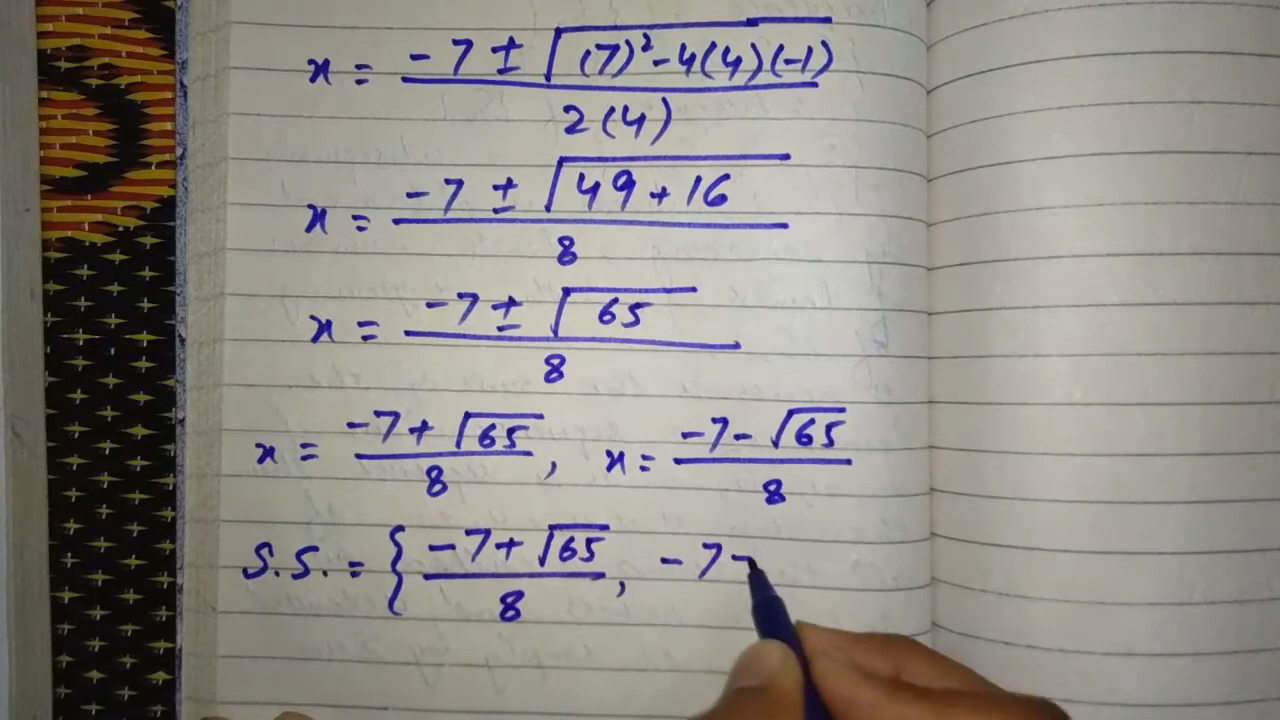 x = -7 ± √(7)² - 4(4)(-1) / 2(4)
x = -7 ± √49 + 16 / 8
x = -7 ± √65 / 8
x = -7 + √65 / 8 , x = -7 - √65 / 8
S.S. = { -7 + √65 / 8 , -7 -